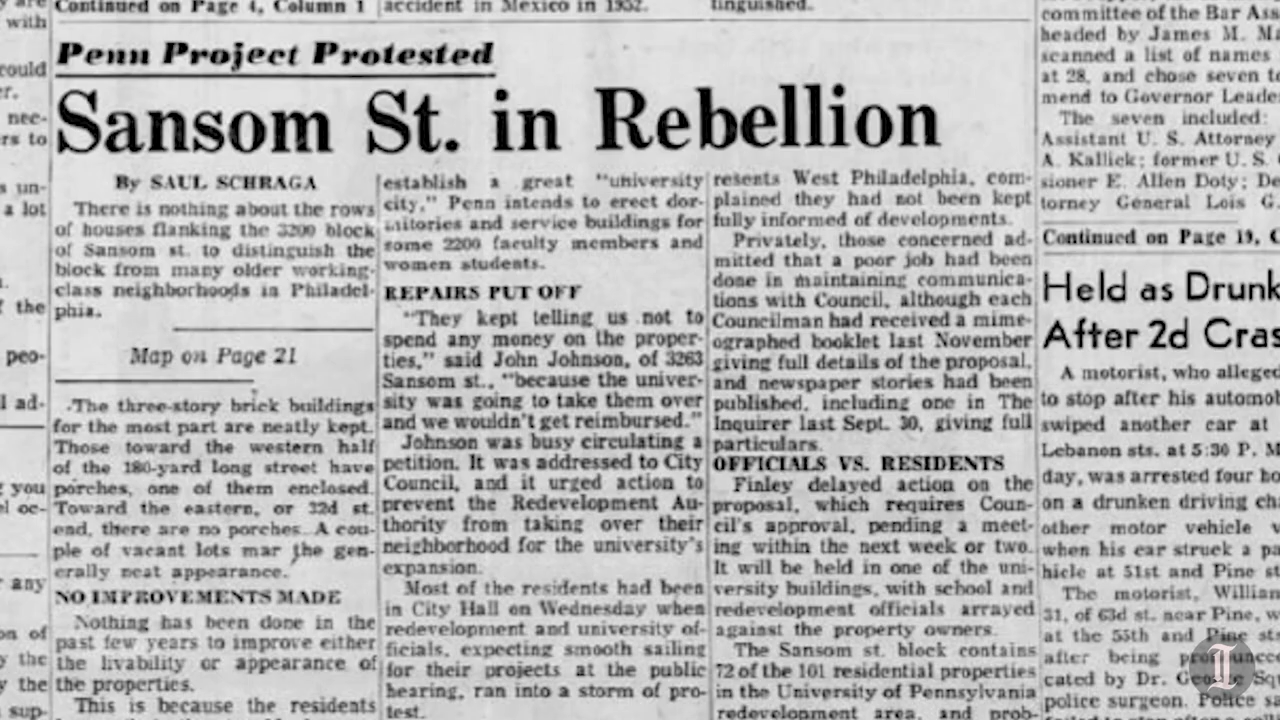 Continued on Page 4, Column 1
accident in Mexico in 1952.
tinguished.
Penn Project Protested
Sansom St. in Rebellion
By SAUL SCHRAGA
There is nothing about the rows
of houses flanking the 3200 block
of Sansom st. to distinguish the
block from many older working-
class neighborhoods in Philadel-
phia.
Map on Page 21
The three-story brick buildings
for the most part are neatly kept.
Those toward the western half
of the 180-yard long street have
porches, one of them enclosed.
Toward the eastern, or 32d st.
end, there are no porches. A cou-
ple of vacant lots mar the gen-
erally neat appearance.
NO IMPROVEMENTS MADE
Nothing has been done in the
past few years to improve either
the livability or appearance of
the properties.
This is because the residents
establish a great "university
city." Penn intends to erect dor-
mitories and service buildings for
some 2200 faculty members and
women students.
REPAIRS PUT OFF
"They kept telling us not to
spend any money on the proper-
ties," said John Johnson, of 3263
Sansom st., "because the univer-
sity was going to take them over
and we wouldn't get reimbursed."
Johnson was busy circulating a
petition. It was addressed to City
Council, and it urged action to
prevent the Redevelopment Au-
thority from taking over their
neighborhood for the university's
expansion.
Most of the residents had been
in City Hall on Wednesday when
redevelopment and university of-
ficials, expecting smooth sailing
for their projects at the public
hearing, ran into a storm of pro-
test.
resents West Philadelphia, com-
plained they had not been kept
fully informed of developments.
Privately, those concerned ad-
mitted that a poor job had been
done in maintaining communica-
tions with Council, although each
Councilman had received a mime-
ographed booklet last November
giving full details of the proposal,
and newspaper stories had been
published, including one in The
Inquirer last Sept. 30, giving full
particulars.
OFFICIALS VS. RESIDENTS
Finley delayed action on the
proposal, which requires Coun-
cil's approval, pending a meet-
ing within the next week or two.
It will be held in one of the uni-
versity buildings, with school and
redevelopment officials arrayed
against the property owners.
The Sansom st. block contains
72 of the 101 residential properties
in the University of Pennsylvania
redevelopment area, and prob-
committee of the Bar Ass
headed by James M. Ma
scanned a list of names
at 28, and chose seven to
mend to Governor Leader
The seven included:
Assistant U. S. Attorney
A. Kallick; former U. S.
sioner E. Allen Doty; De
torney General Lois G.
Continued on Page 19, C
Held as Drunk
After 2d Cras
A motorist, who alleged
to stop after his automob
swiped another car at
Lebanon sts. at 5:30 P. M
day, was arrested four ho
on a drunken driving ch
other motor vehicle
when his car struck a pa
hicle at 51st and Pine st
The motorist, William
31, of 63d st. near Pine, w
at the 55th and Pine sta
after being pronounced
cated by Dr. George Squ
police surgeon. Police sa